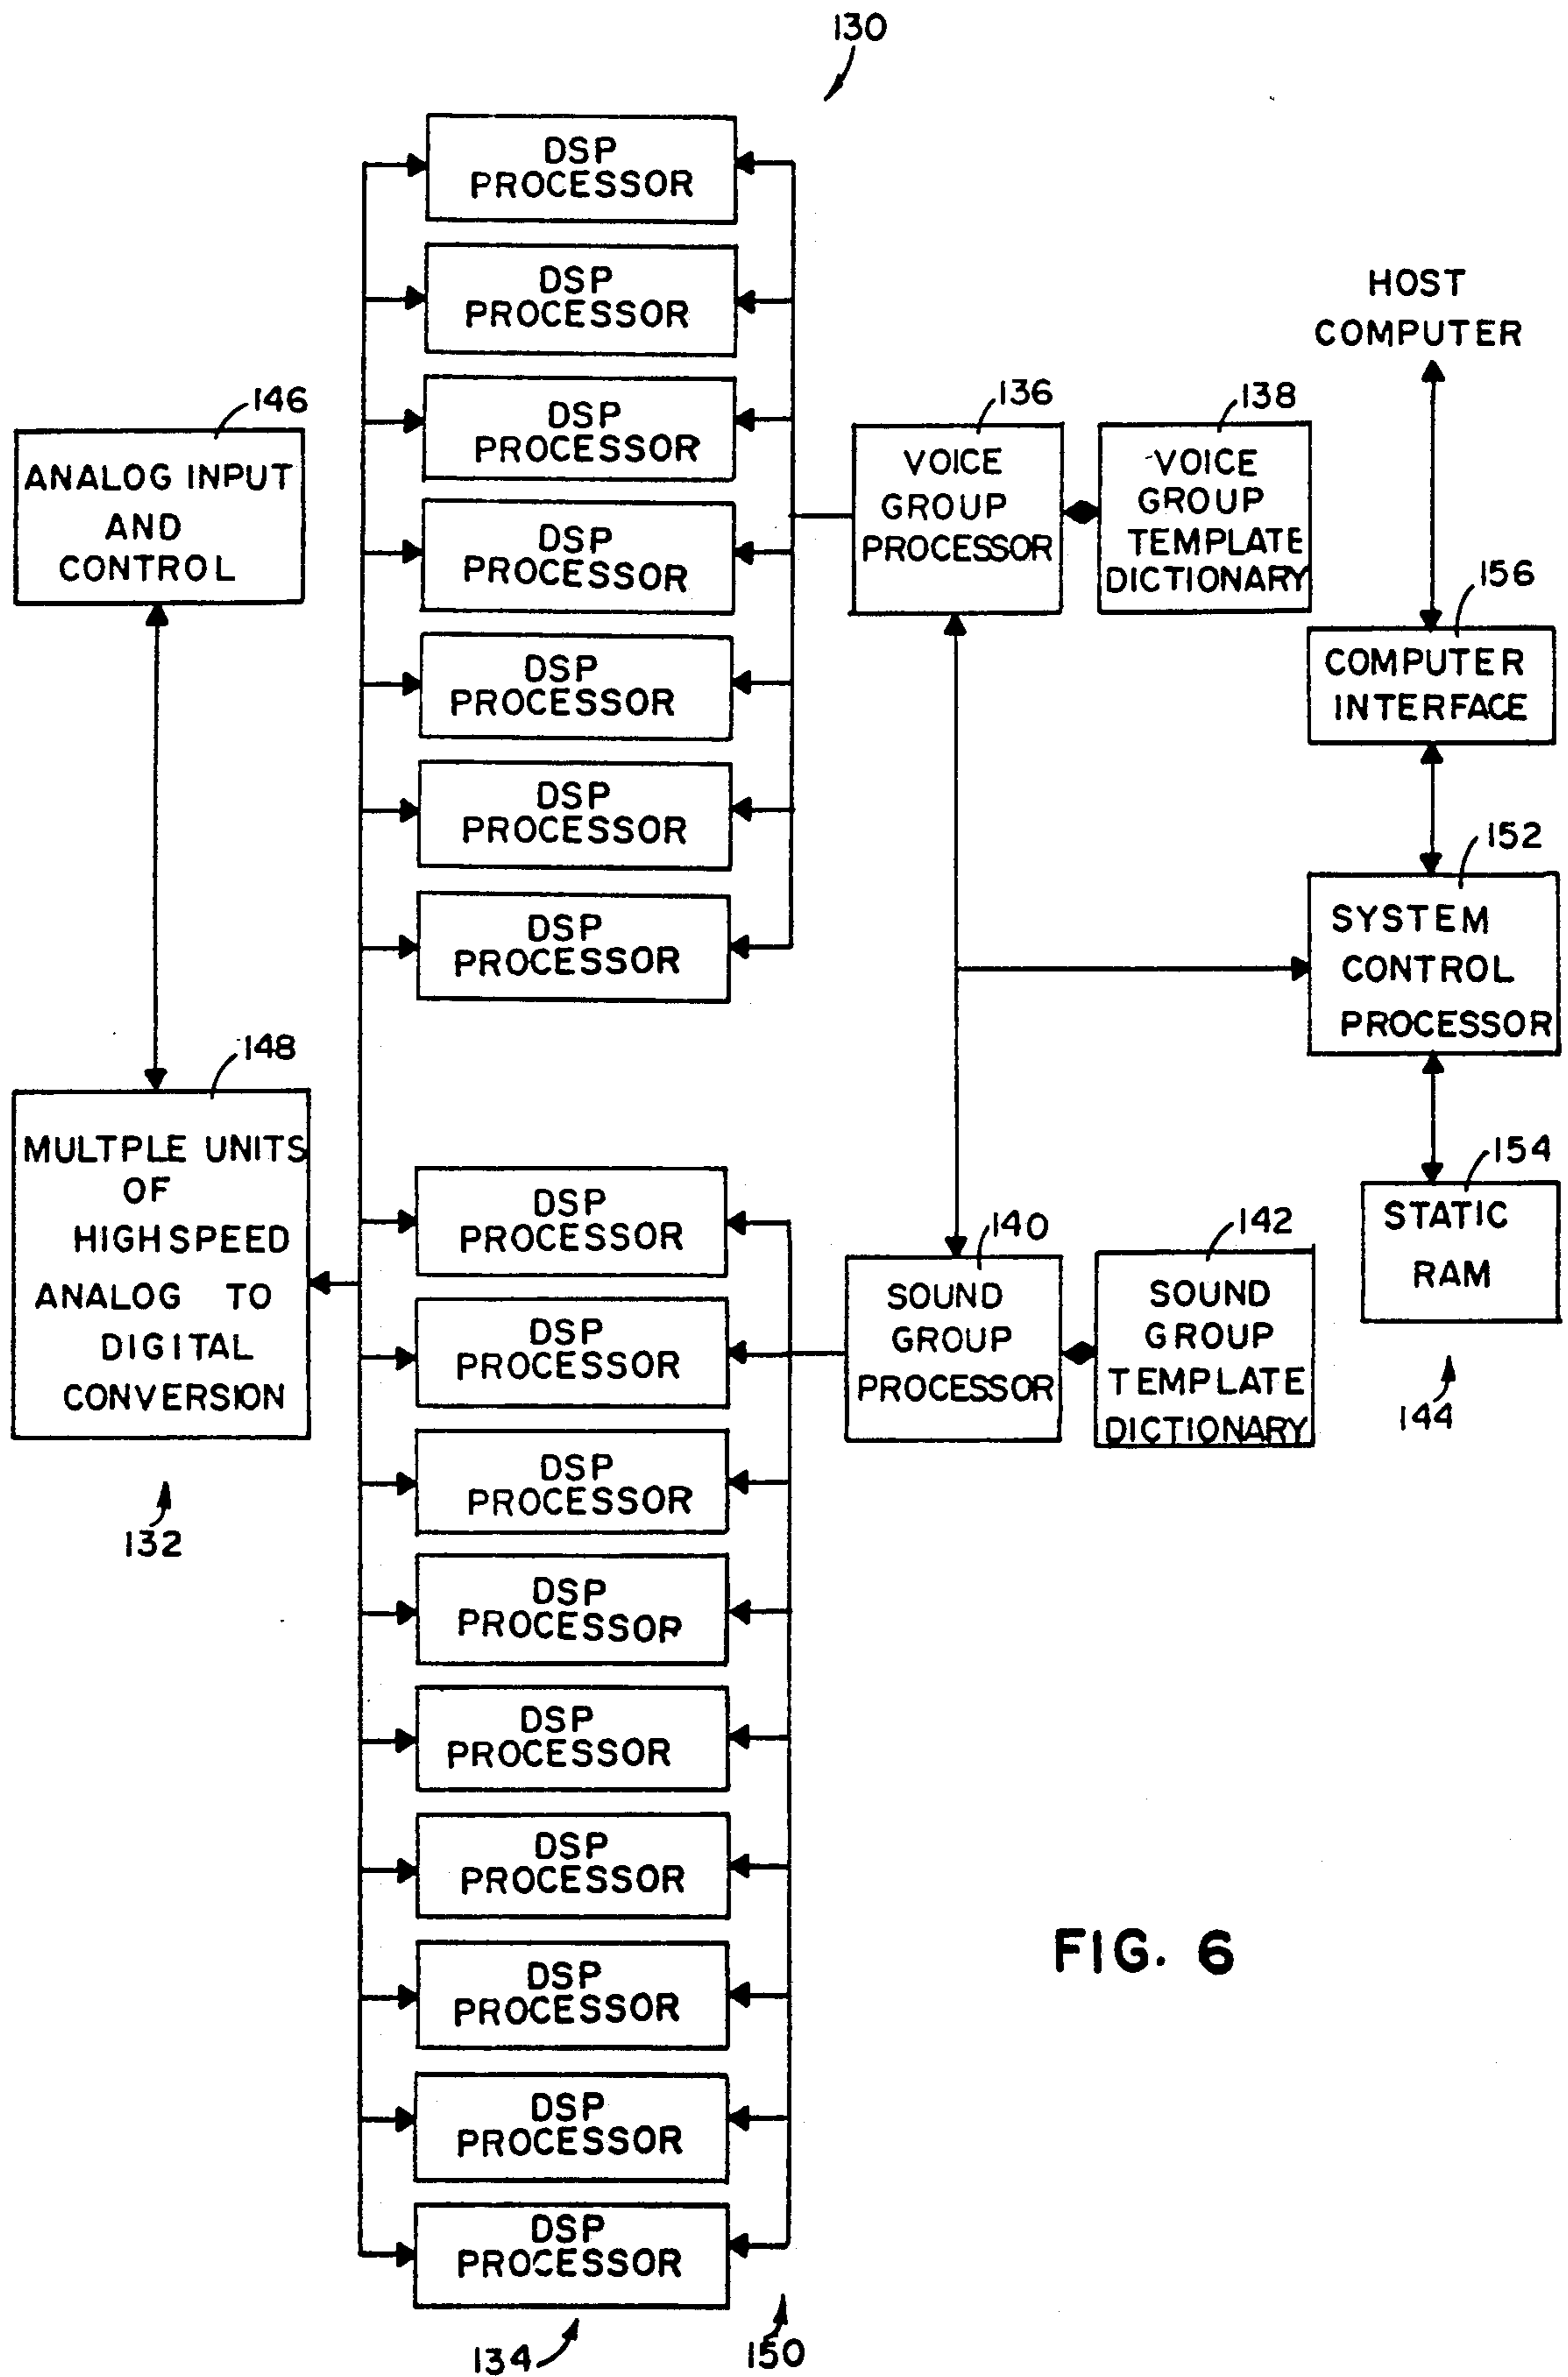 130
DSP
PROCESSOR
DSP
PROCESSOR
DSP
PROCESSOR
DSP
PROCESSOR
DSP
PROCESSOR
DSP
PROCESSOR
DSP
PROCESSOR
146
ANALOG INPUT
AND
CONTROL
148
MULTPLE UNITS
OF
HIGHSPEED
ANALOG TO
DIGITAL
CONVERSION
132
136
VOICE
GROUP
PROCESSOR
138
VOICE
GROUP
TEMPLATE
DICTIONARY
HOST
COMPUTER
156
COMPUTER
INTERFACE
152
SYSTEM
CONTROL
PROCESSOR
154
STATIC
RAM
144
140
SOUND
GROUP
PROCESSOR
142
SOUND
GROUP
TEMPLATE
DICTIONARY
DSP
PROCESSOR
DSP
PROCESSOR
DSP
PROCESSOR
DSP
PROCESSOR
DSP
PROCESSOR
DSP
PROCESSOR
DSP
PROCESSOR
DSP
PROCESSOR
DSP
PROCESSOR
134
150
FIG. 6